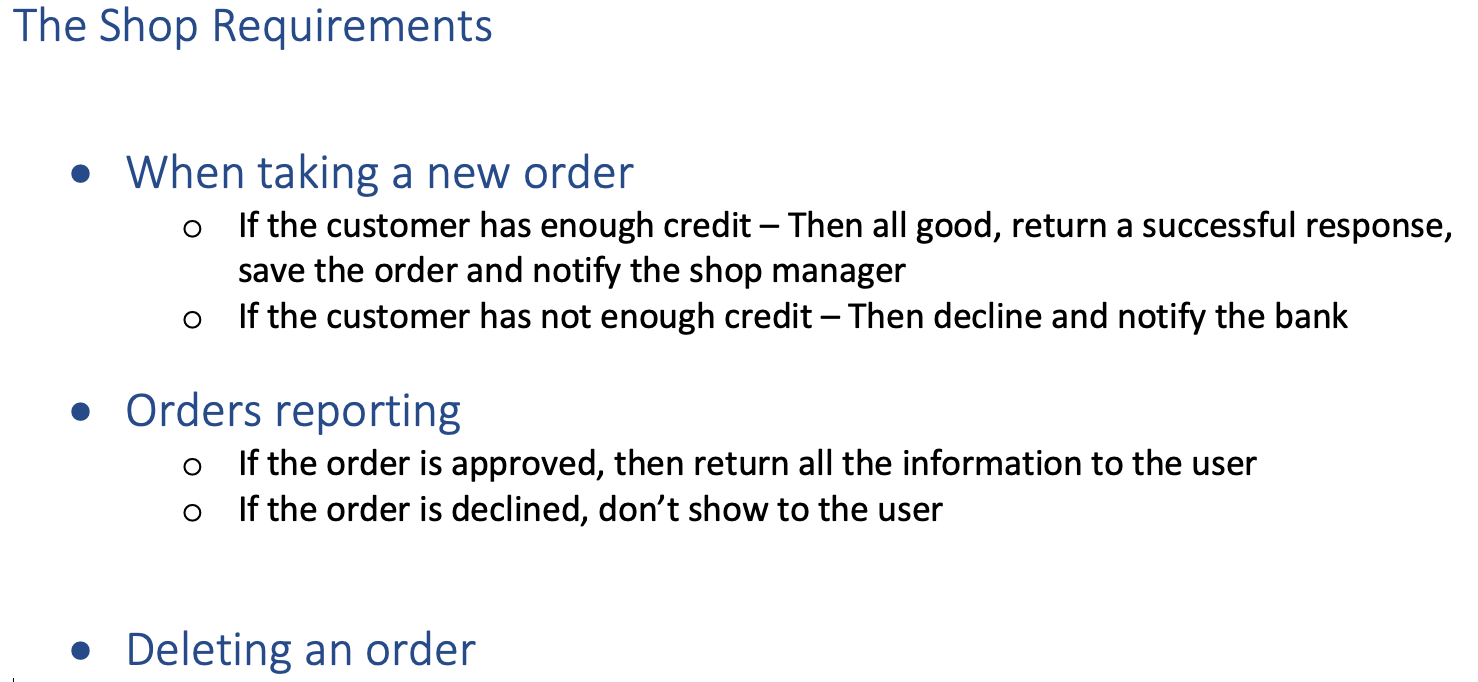 The Shop Requirements
• When taking a new order
o If the customer has enough credit – Then all good, return a successful response,
save the order and notify the shop manager
o If the customer has not enough credit – Then decline and notify the bank
• Orders reporting
o If the order is approved, then return all the information to the user
o If the order is declined, don’t show to the user
• Deleting an order